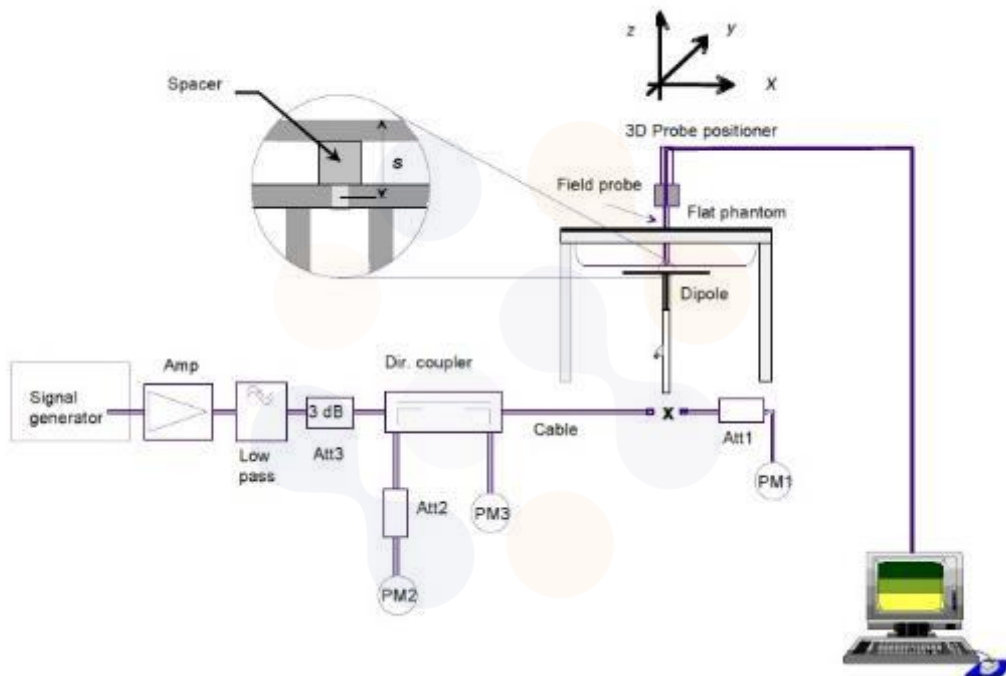 z
y
X
Spacer
3D Probe positioner
s
Field probe
Flat phantom
Dipole
Amp
Dir. coupler
Signal
generator
3 dB
x
Low
pass
Att3
Cable
Att1
Att2
PM3
PM1
PM2